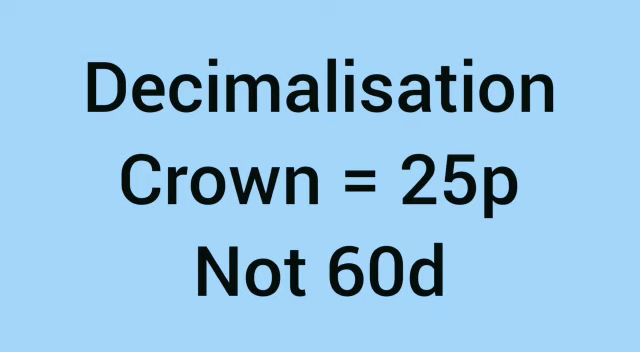 Decimalisation
Crown = 25p
Not 60d